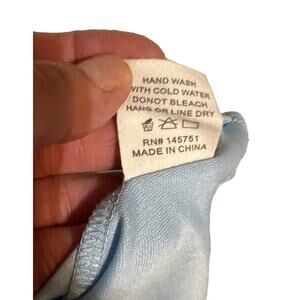 HAND WASH
WITH COLD WATER
DONOT BLEACH
HANG OR LINE DRY
RN# 145751
MADE IN CHINA